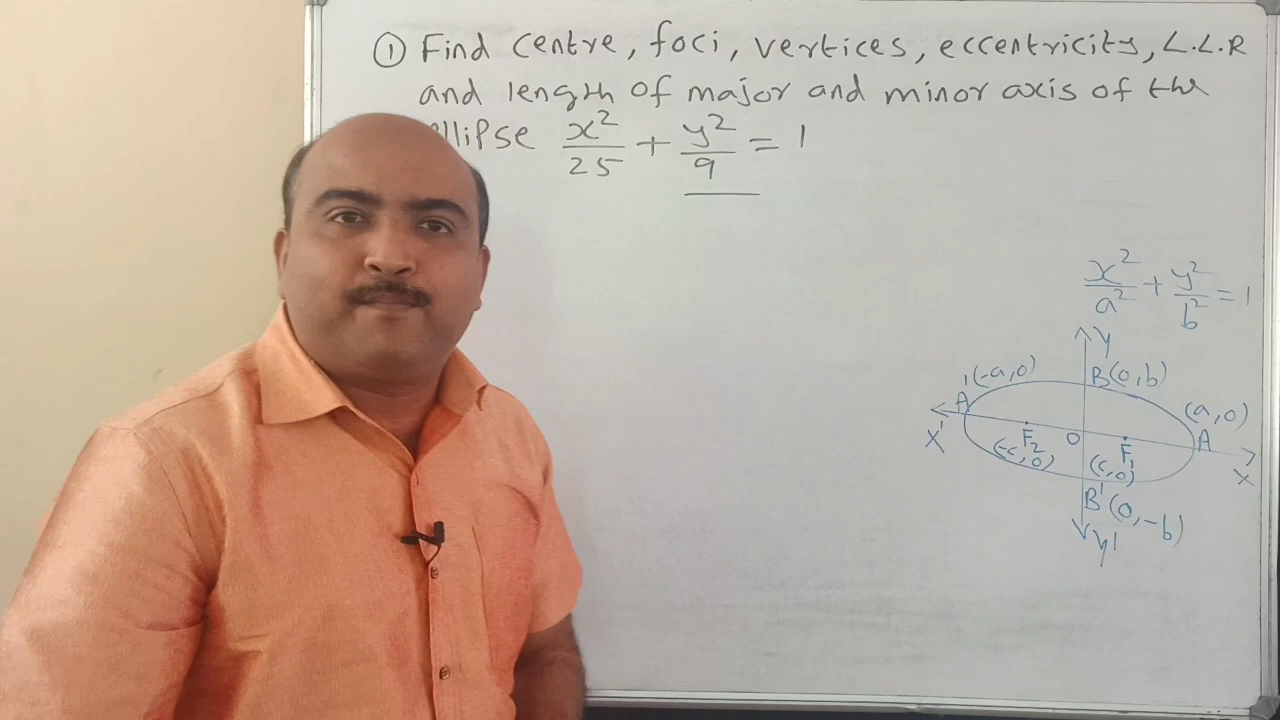 ① Find centre, foci, vertices, eccentricity, L.L.R
and length of major and minor axis of the
ellipse x²/25 + y²/9 = 1
x²/a² + y²/b² = 1
y
A' (-a,0)
B(0,b)
(a,0)
A
X'
F₂
(-c,0)
O
F₁
(c,0)
X
B' (0,-b)
y'